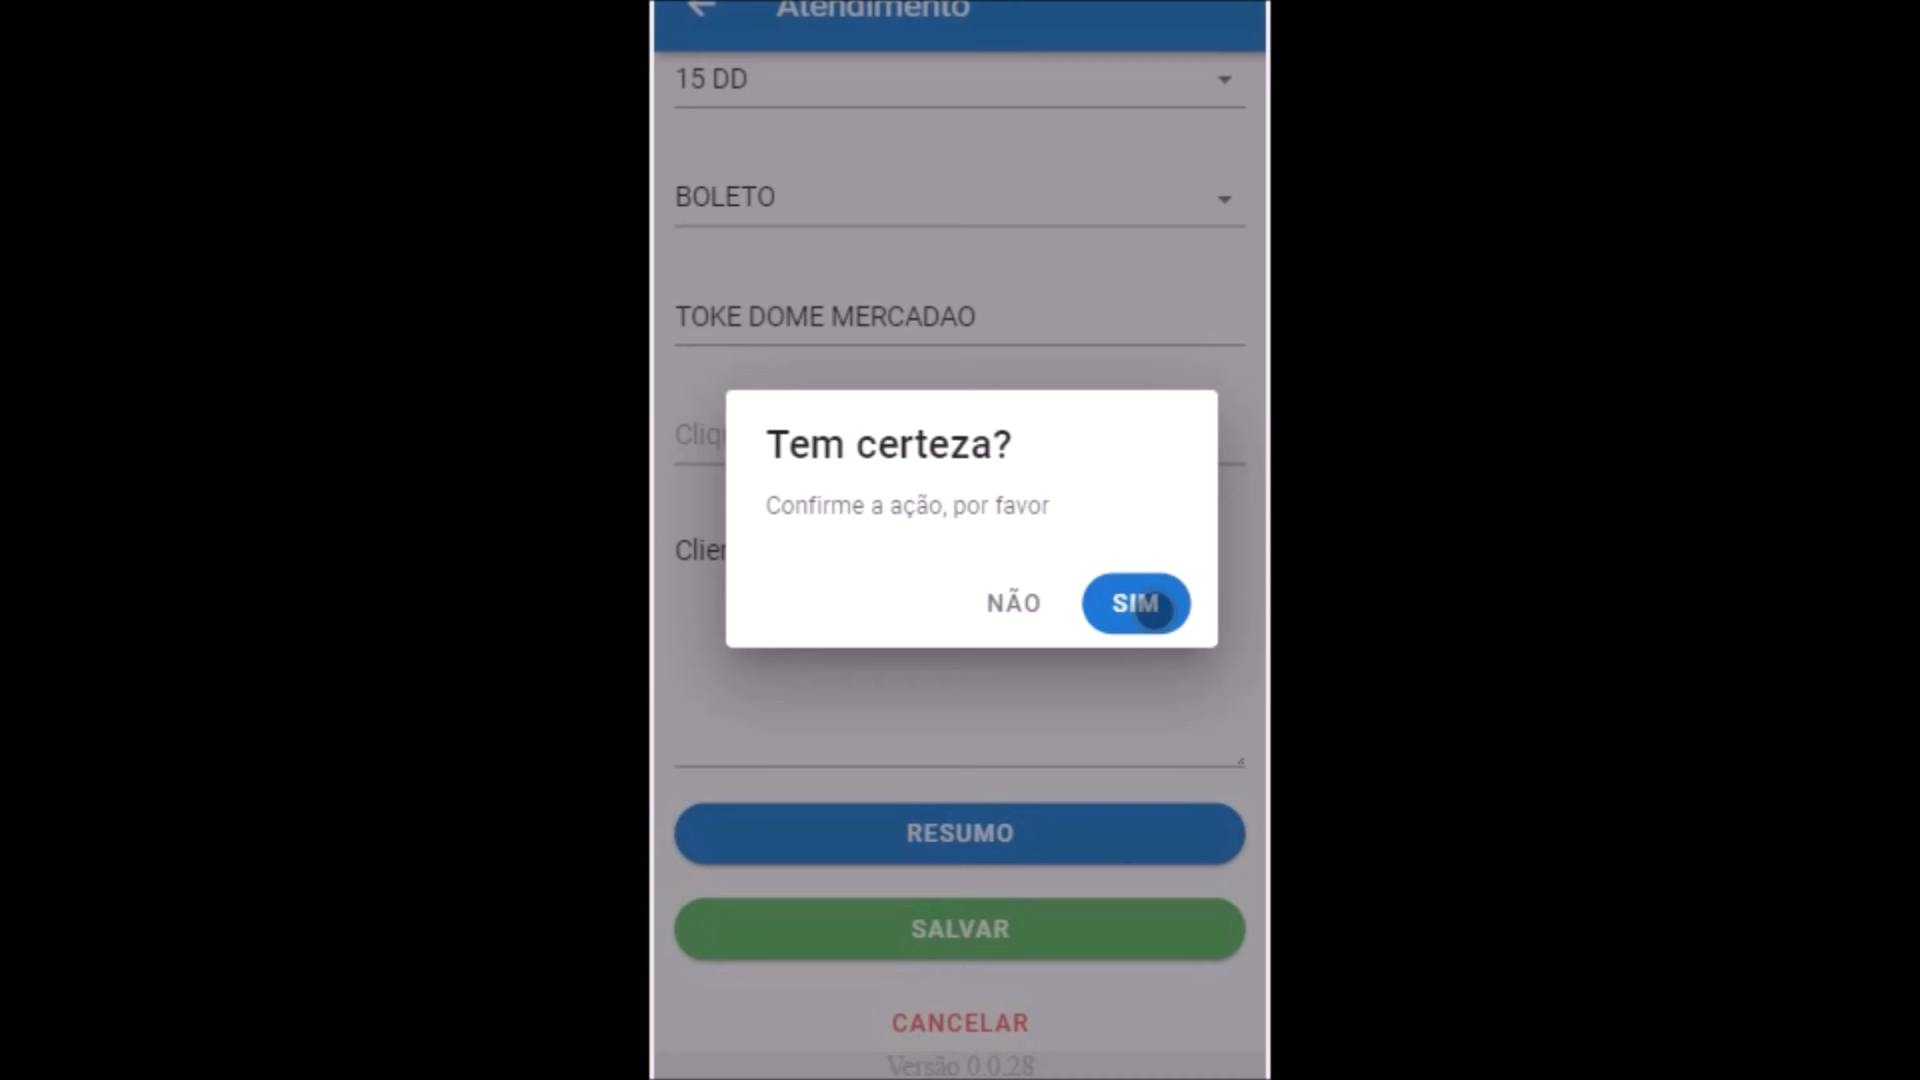 Atendimento
15 DD
BOLETO
TOKE DOME MERCADAO
Tem certeza?
Confirme a ação, por favor
NÃO
SIM
RESUMO
SALVAR
CANCELAR
Versão 0.0.28